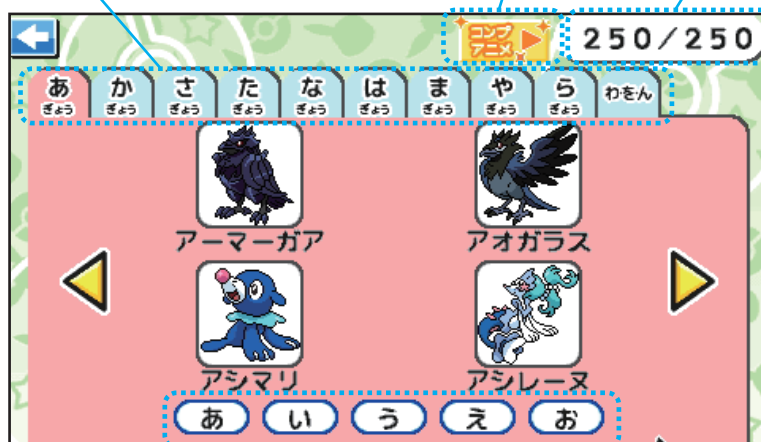 コンプ
アニメ
250/250
あ
ぎょう
か
ぎょう
さ
ぎょう
た
ぎょう
な
ぎょう
は
ぎょう
ま
ぎょう
や
ぎょう
ら
ぎょう
わをん
アーマーガア
アオガラス
アシマリ
アシレーヌ
あ
い
う
え
お